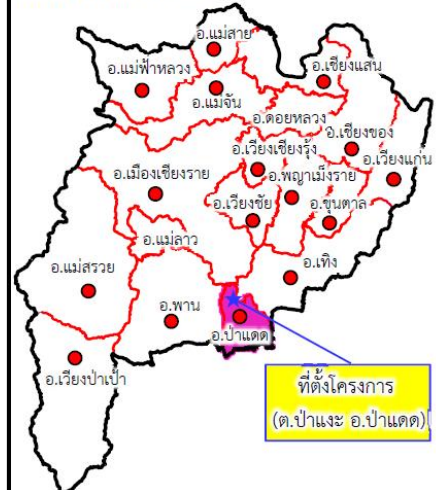 อ.แม่สาย
อ.แม่ฟ้าหลวง
อ.เชียงแสน
อ.แม่จัน
อ.ดอยหลวง
อ.เชียงของ
อ.เวียงเชียงรุ้ง
อ.เวียงแก่น
อ.พญาเม็งราย
อ.เมืองเชียงราย
อ.เวียงชัย
อ.ขุนตาล
อ.แม่ลาว
อ.เทิง
อ.แม่สรวย
อ.พาน
อ.ป่าแดด
อ.เวียงป่าเป้า
ที่ตั้งโครงการ
(ต.ป่าแงะ อ.ป่าแดด)